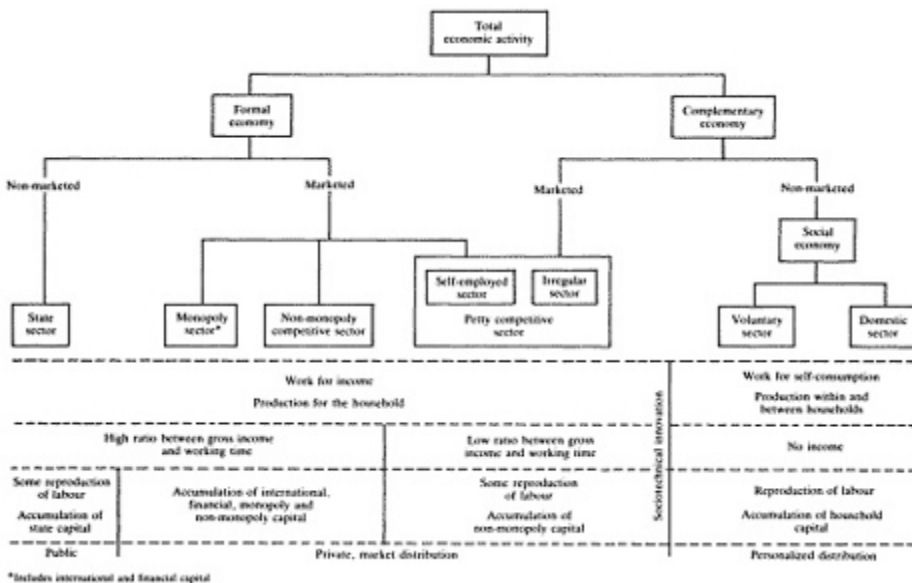 Total
economic activity
Formal
economy
Complementary
economy
Non-marketed
Marketed
Marketed
Non-marketed
Social
economy
State
sector
Monopoly
sector*
Non-monopoly
competitive sector
Self-employed
sector
Irregular
sector
Petty competitive
sector
Voluntary
sector
Domestic
sector
Work for income
Production for the household
Sociotechnical innovation
Work for self-consumption
Production within and
between households
High ratio between gross income
and working time
Low ratio between gross
income and working time
No income
Some reproduction
of labour
Accumulation of
state capital
Accumulation of international,
financial, monopoly and
non-monopoly capital
Some reproduction
of labour
Accumulation of
non-monopoly capital
Reproduction of labour
Accumulation of household
capital
Public
Private, market distribution
Personalized distribution
*Includes international and financial capital